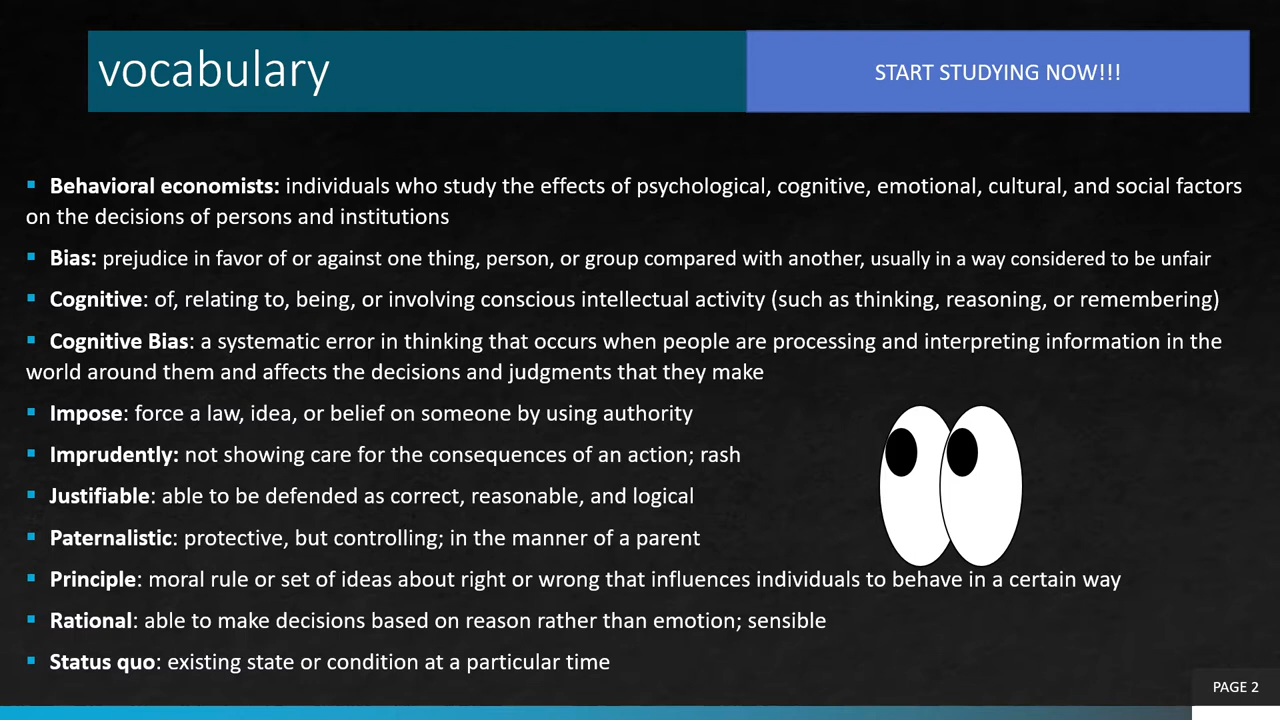 vocabulary
START STUDYING NOW!!!
▪ Behavioral economists: individuals who study the effects of psychological, cognitive, emotional, cultural, and social factors
on the decisions of persons and institutions
▪ Bias: prejudice in favor of or against one thing, person, or group compared with another, usually in a way considered to be unfair
▪ Cognitive: of, relating to, being, or involving conscious intellectual activity (such as thinking, reasoning, or remembering)
▪ Cognitive Bias: a systematic error in thinking that occurs when people are processing and interpreting information in the
world around them and affects the decisions and judgments that they make
▪ Impose: force a law, idea, or belief on someone by using authority
▪ Imprudently: not showing care for the consequences of an action; rash
▪ Justifiable: able to be defended as correct, reasonable, and logical
▪ Paternalistic: protective, but controlling; in the manner of a parent
▪ Principle: moral rule or set of ideas about right or wrong that influences individuals to behave in a certain way
▪ Rational: able to make decisions based on reason rather than emotion; sensible
▪ Status quo: existing state or condition at a particular time
PAGE 2